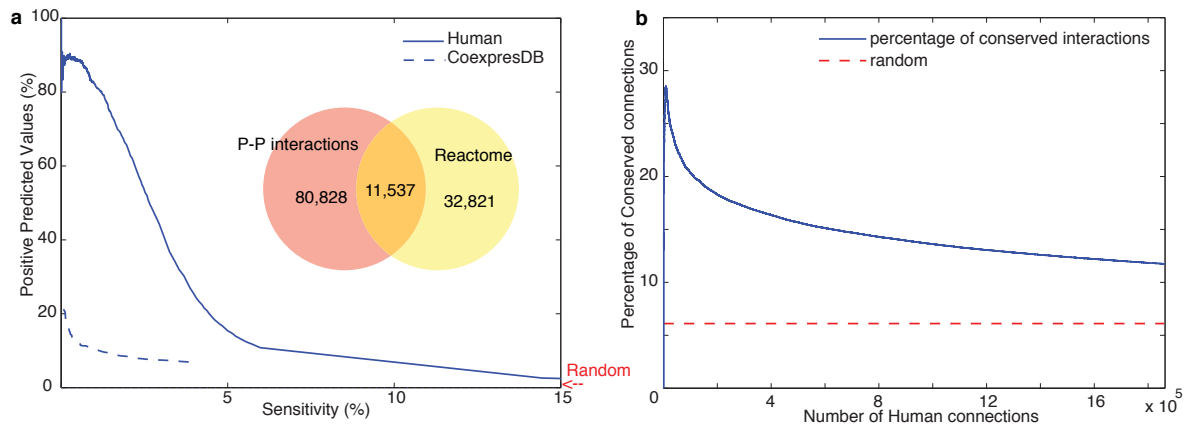 a
100
80
60
40
20
0
Positive Predicted Values (%)
Human
CoexpresDB
P-P interactions
Reactome
80,828
11,537
32,821
Random
<--
5
10
15
Sensitivity (%)
b
30
20
10
0
Percentage of Conserved connections
percentage of conserved interactions
random
0
4
8
12
16
x 10^5
Number of Human connections